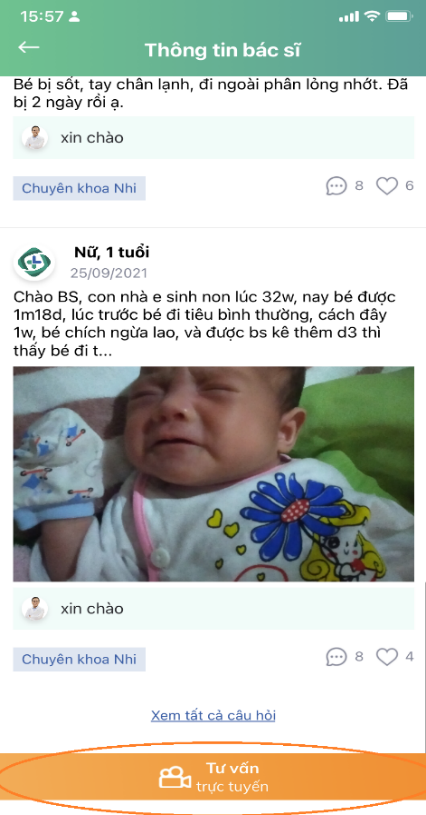 15:57
Thông tin bác sĩ
Bé bị sốt, tay chân lạnh, đi ngoài phân lỏng nhớt. Đã
bị 2 ngày rồi ạ.
xin chào
Chuyên khoa Nhi
8 6
Nữ, 1 tuổi
25/09/2021
Chào BS, con nhà e sinh non lúc 32w, nay bé được
1m18d, lúc trước bé đi tiêu bình thường, cách đây
1w, bé chích ngừa lao, và được bs kê thêm d3 thì
thấy bé đi t...
xin chào
Chuyên khoa Nhi
8 4
Xem tất cả câu hỏi
Tư vấn
trực tuyến